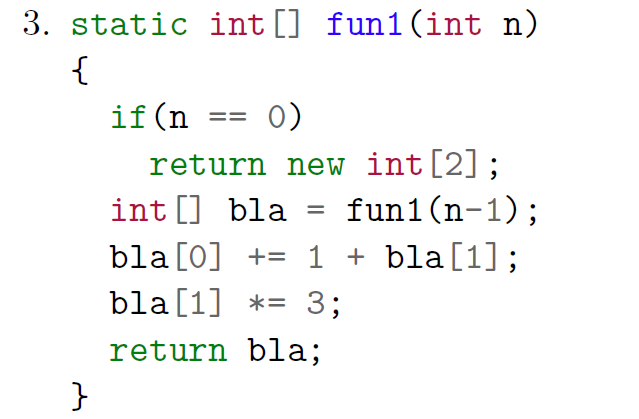 3. static int[] fun1(int n)
{
if(n == 0)
return new int[2];
int[] bla = fun1(n-1);
bla[0] += 1 + bla[1];
bla[1] *= 3;
return bla;
}